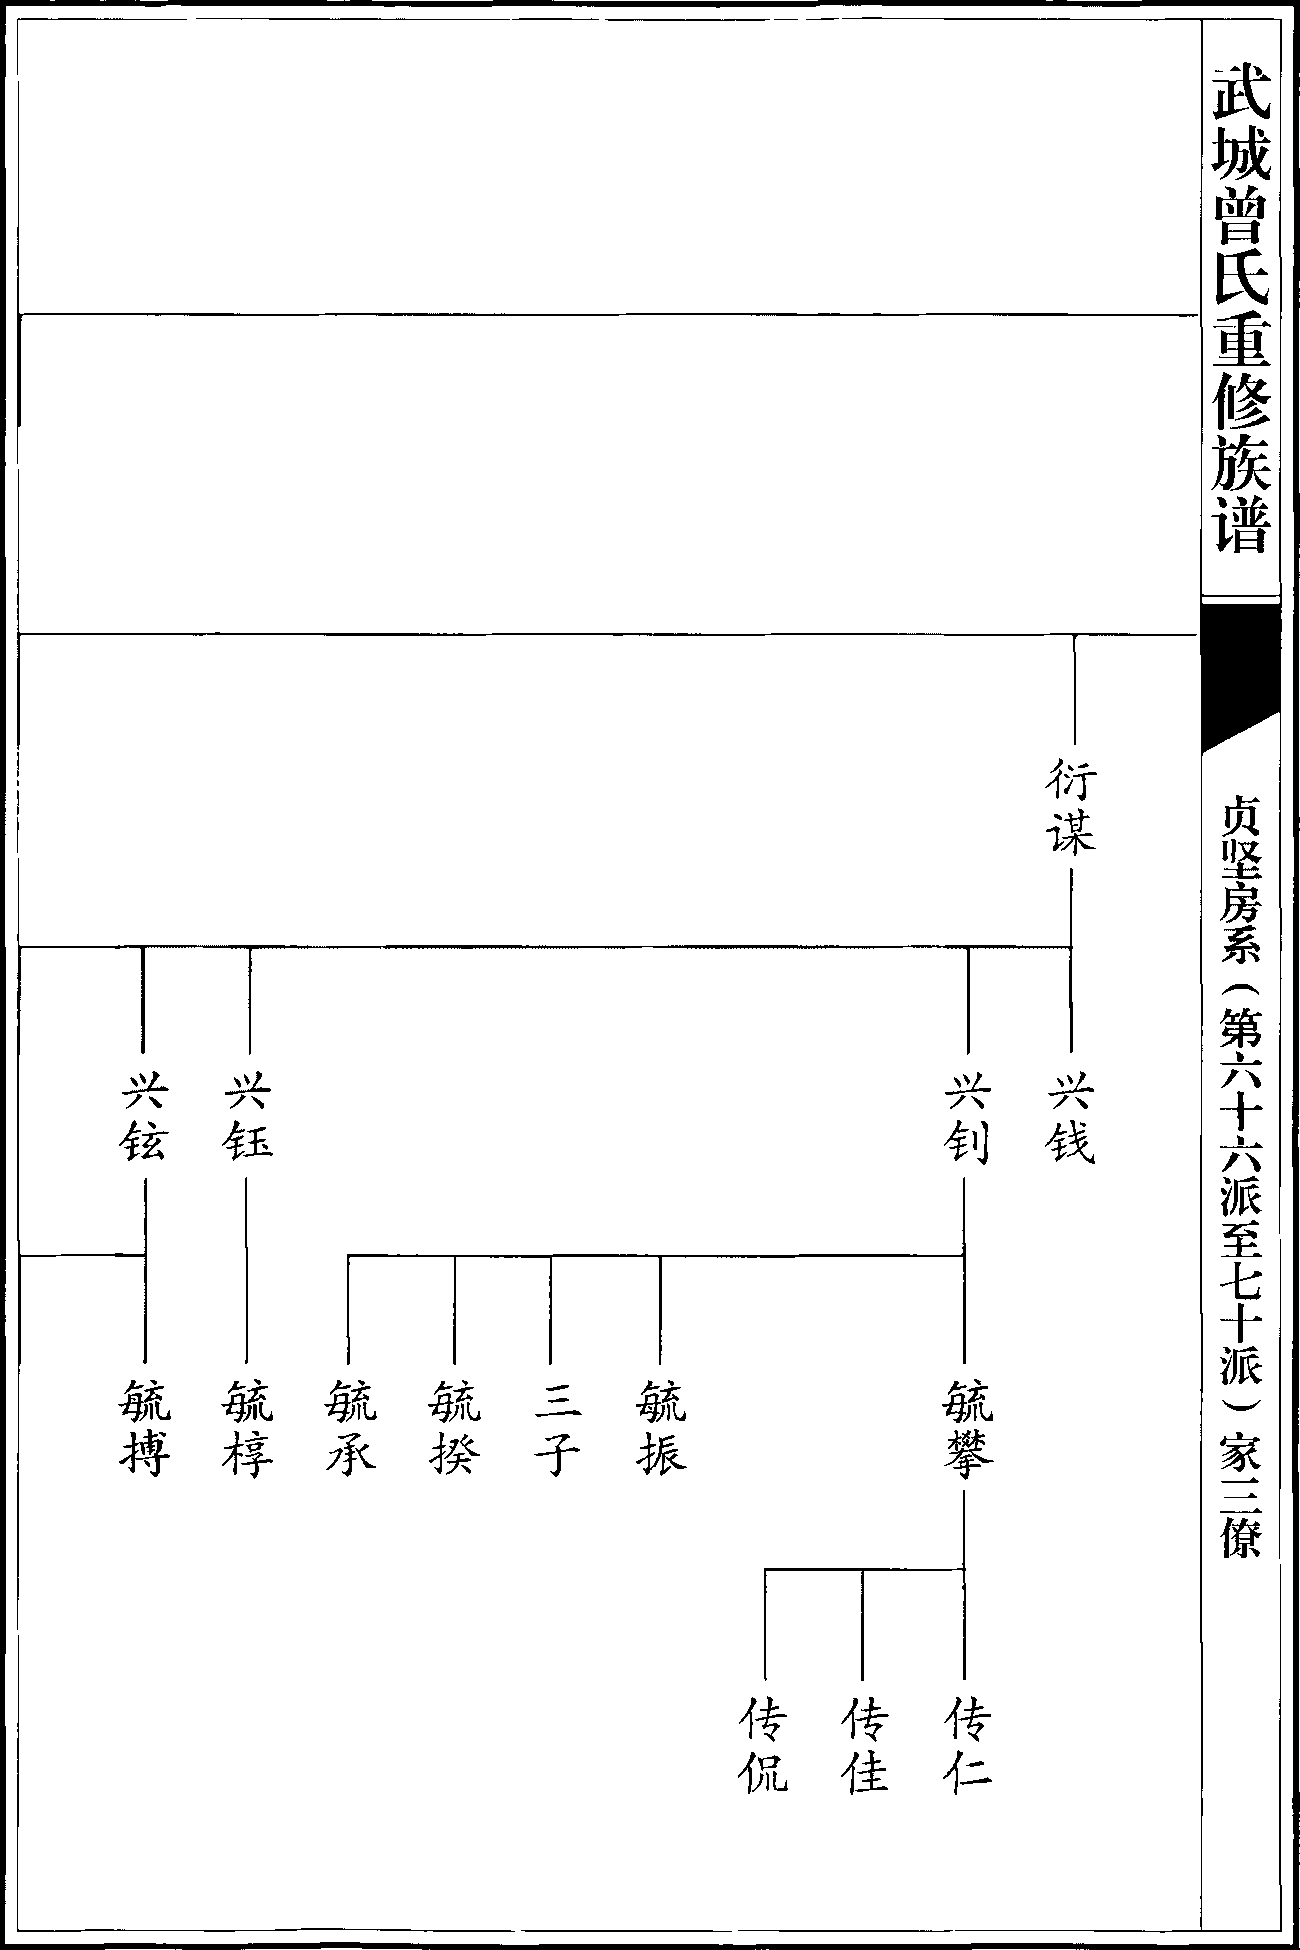 武城曾氏重修族谱
贞坚房系（第六十六派至七十派）家三僚
衍谋
兴钱
兴钊
兴钰
兴铉
毓攀
毓振
三子
毓揆
毓承
毓椁
毓搏
传仁
传佳
传侃